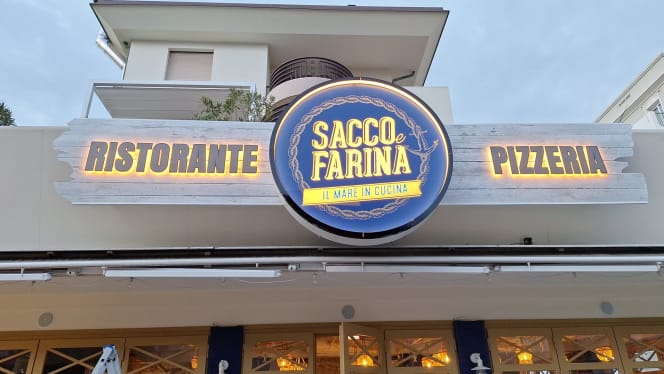 RISTORANTE
SACCO e
FARINA
IL MARE IN CUCINA
PIZZERIA